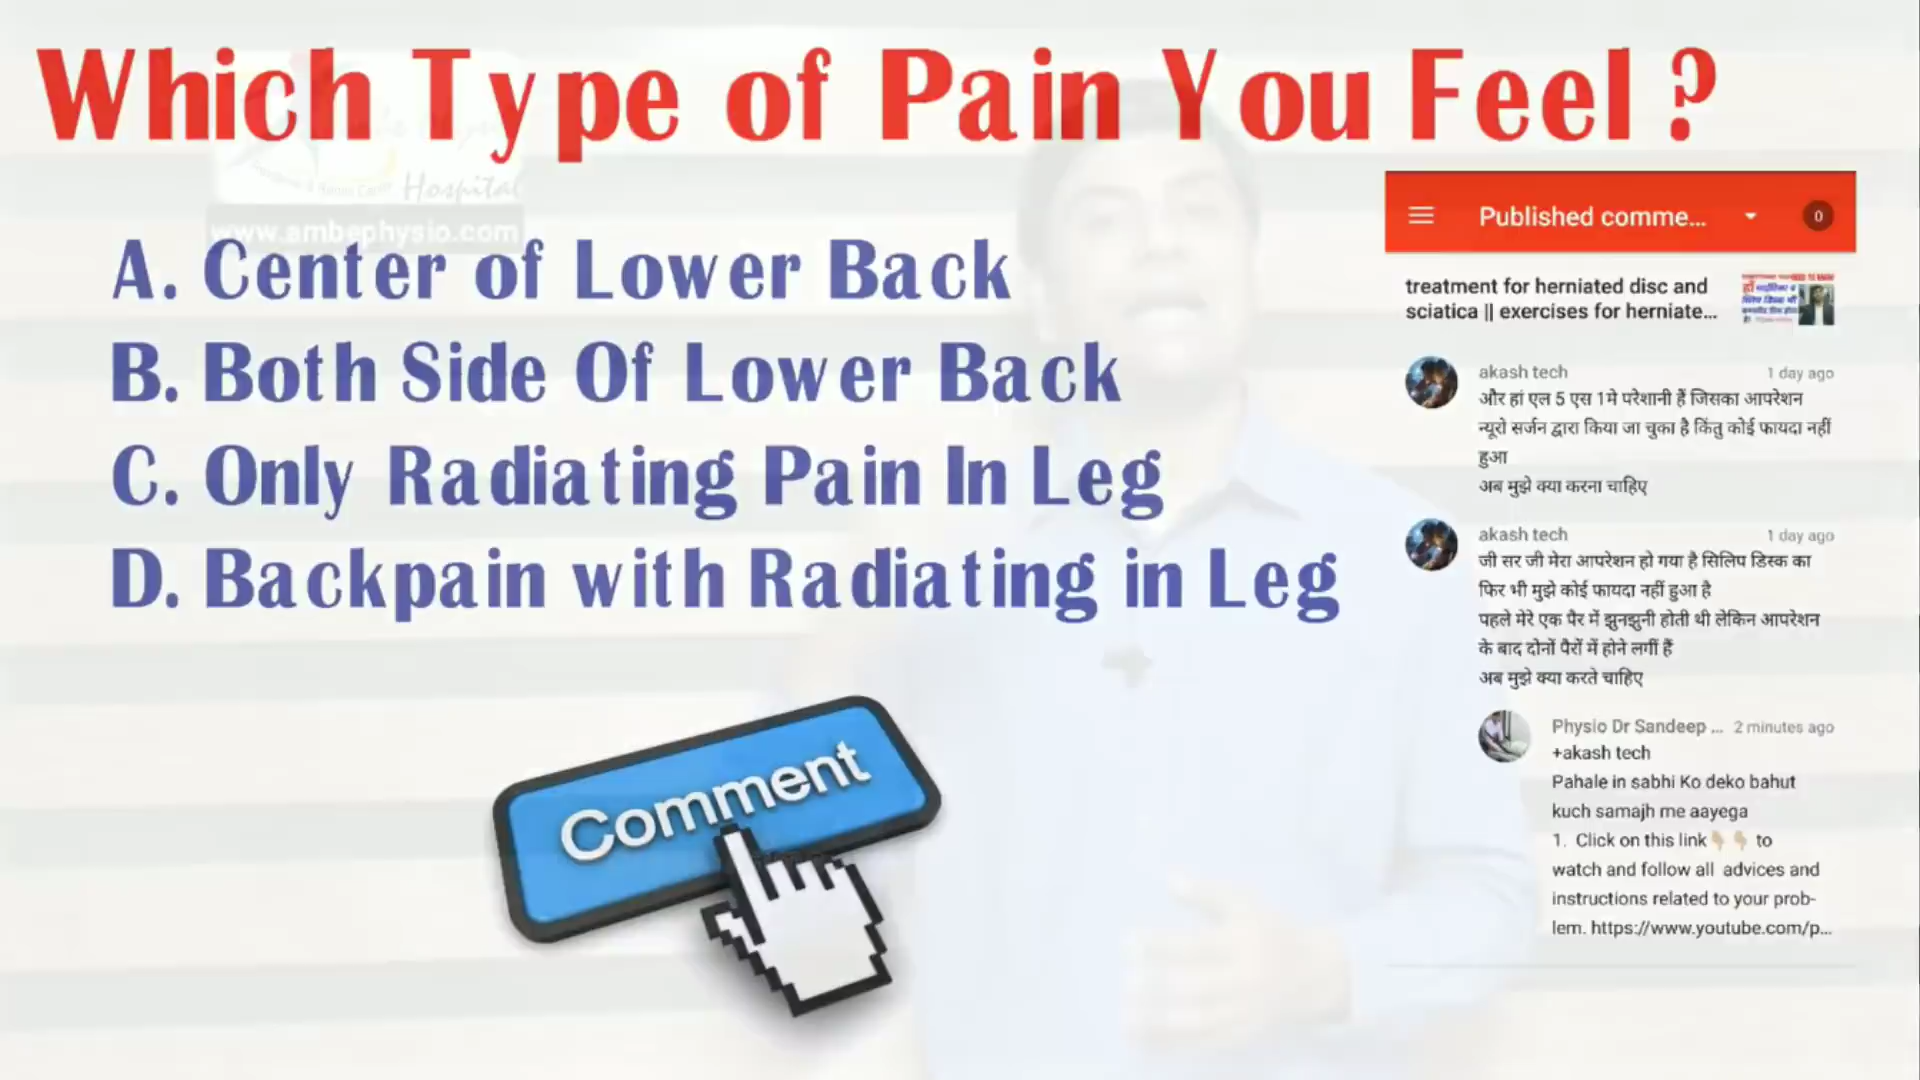 Which Type of Pain You Feel ?
Hospital
www.ambephysio.com
A. Center of Lower Back
B. Both Side Of Lower Back
C. Only Radiating Pain In Leg
D. Backpain with Radiating in Leg
Comment
Published comme...
0
treatment for herniated disc and
sciatica || exercises for herniate...
akash tech 1 day ago
और हां एल 5 एस 1मे परेशानी हैं जिसका आपरेशन
न्यूरो सर्जन द्वारा किया जा चुका है किंतु कोई फायदा नहीं
हुआ
अब मुझे क्या करना चाहिए
akash tech 1 day ago
जी सर जी मेरा आपरेशन हो गया है सिलिप डिस्क का
फिर भी मुझे कोई फायदा नहीं हुआ है
पहले मेरे एक पैर में झुनझुनी होती थी लेकिन आपरेशन
के बाद दोनों पैरों में होने लगीं हैं
अब मुझे क्या करते चाहिए
Physio Dr Sandeep ... 2 minutes ago
+akash tech
Pahale in sabhi Ko deko bahut
kuch samajh me aayega
1. Click on this link👇🏼👇🏼 to
watch and follow all advices and
instructions related to your prob-
lem. https://www.youtube.com/p...